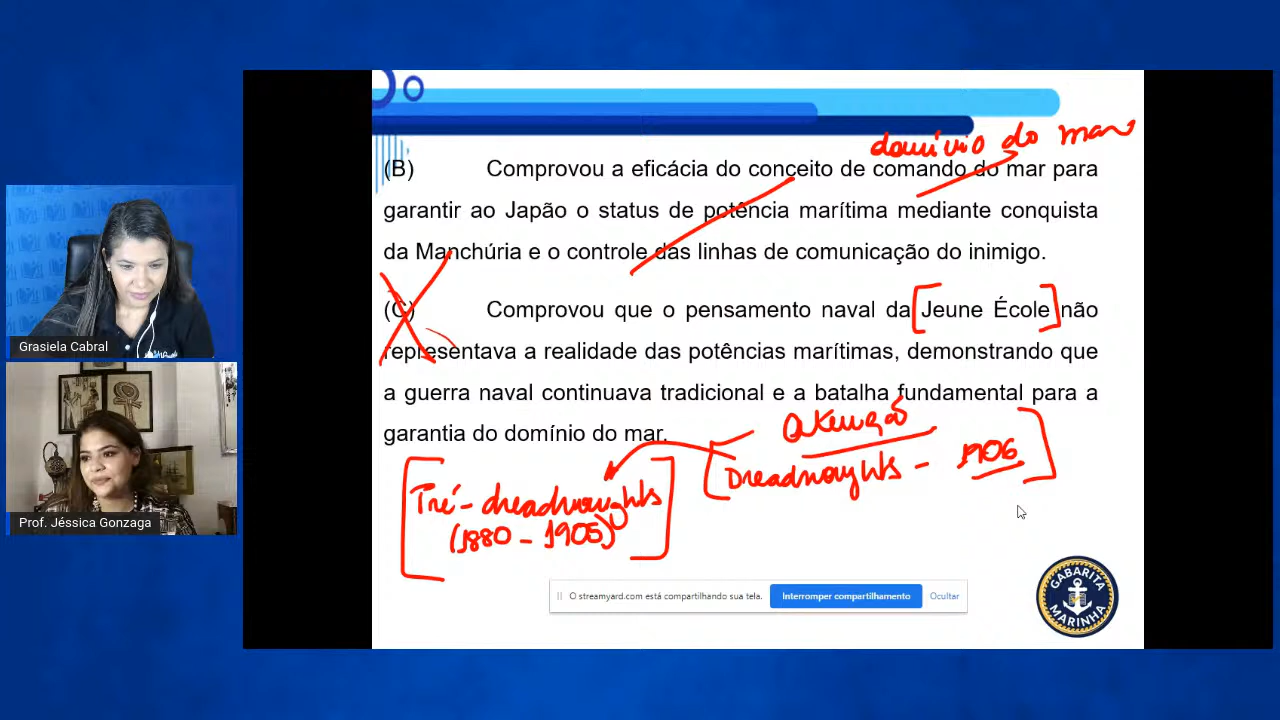 domínio do mar
(B) Comprovou a eficácia do conceito de comando do mar para
garantir ao Japão o status de potência marítima mediante conquista
da Manchúria e o controle das linhas de comunicação do inimigo.
(C) Comprovou que o pensamento naval da [Jeune École] não
representava a realidade das potências marítimas, demonstrando que
a guerra naval continuava tradicional e a batalha fundamental para a
garantia do domínio do mar.
Atenção
Dreadnoughts - 1906
Pré-dreadnoughts
(1880 - 1905)
Grasiela Cabral
Prof. Jéssica Gonzaga
O streamyard.com está compartilhando sua tela.
Interromper compartilhamento
Ocultar
GABARITA
MARINHA